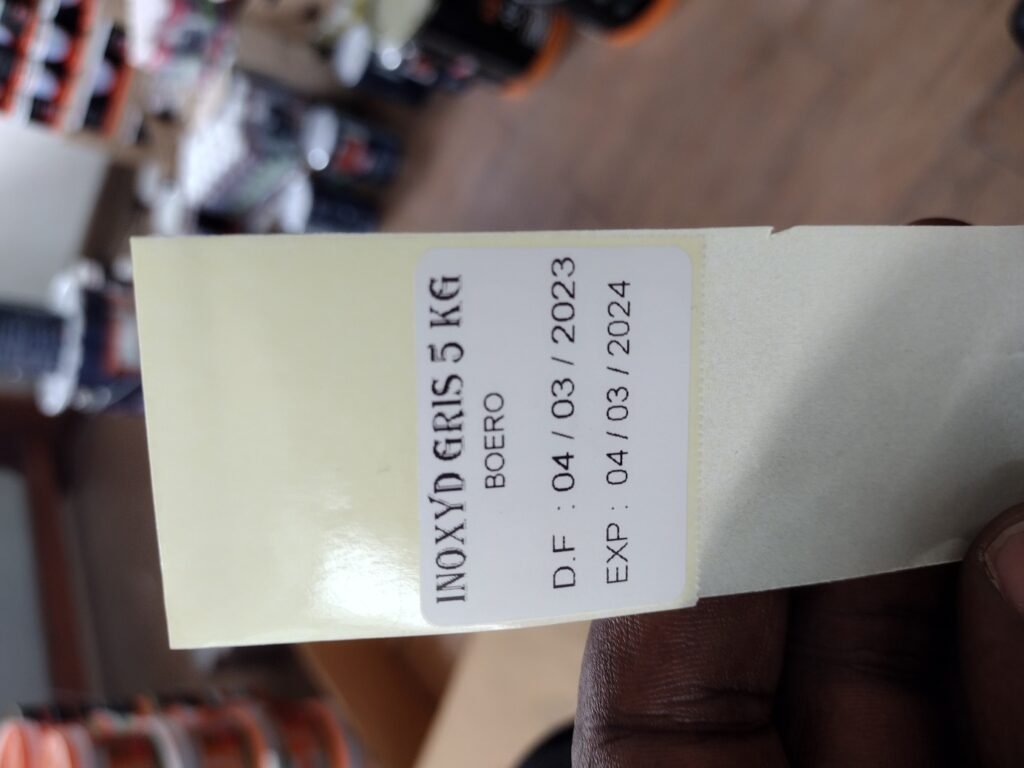 INOXYD GRIS 5 KG
BOERO
D.F : 04 / 03 / 2023
EXP : 04 / 03 / 2024